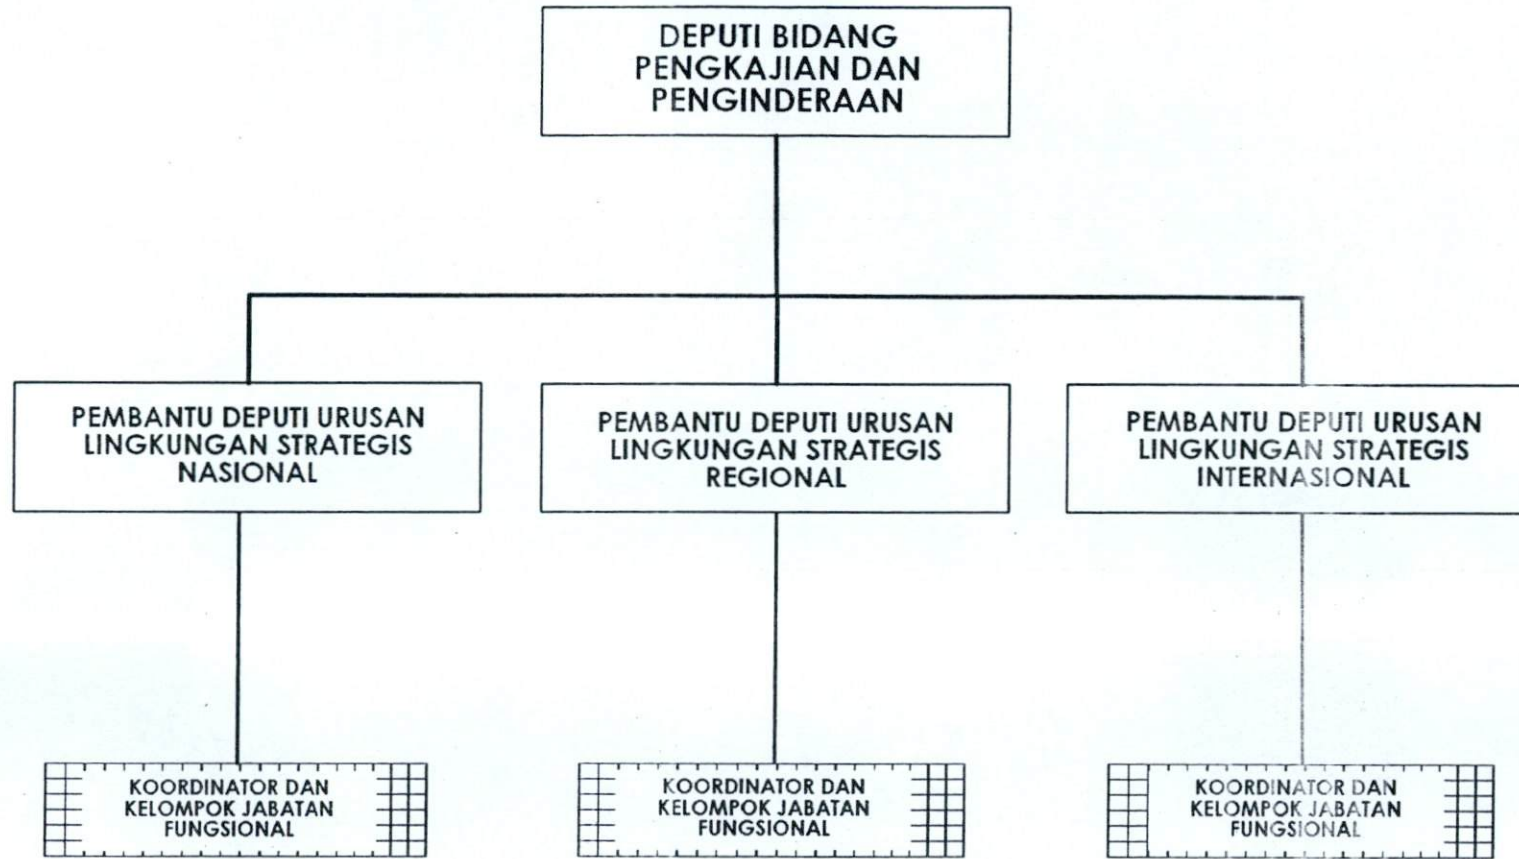 DEPUTI BIDANG
PENGKAJIAN DAN
PENGINDERAAN
PEMBANTU DEPUTI URUSAN
LINGKUNGAN STRATEGIS
NASIONAL
PEMBANTU DEPUTI URUSAN
LINGKUNGAN STRATEGIS
REGIONAL
PEMBANTU DEPUTI URUSAN
LINGKUNGAN STRATEGIS
INTERNASIONAL
KOORDINATOR DAN
KELOMPOK JABATAN
FUNGSIONAL
KOORDINATOR DAN
KELOMPOK JABATAN
FUNGSIONAL
KOORDINATOR DAN
KELOMPOK JABATAN
FUNGSIONAL